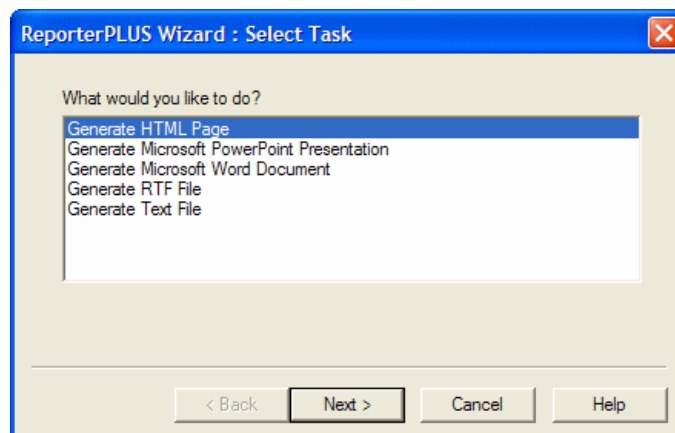 ReporterPLUS Wizard : Select Task
What would you like to do?
Generate HTML Page
Generate Microsoft PowerPoint Presentation
Generate Microsoft Word Document
Generate RTF File
Generate Text File
< Back Next > Cancel Help